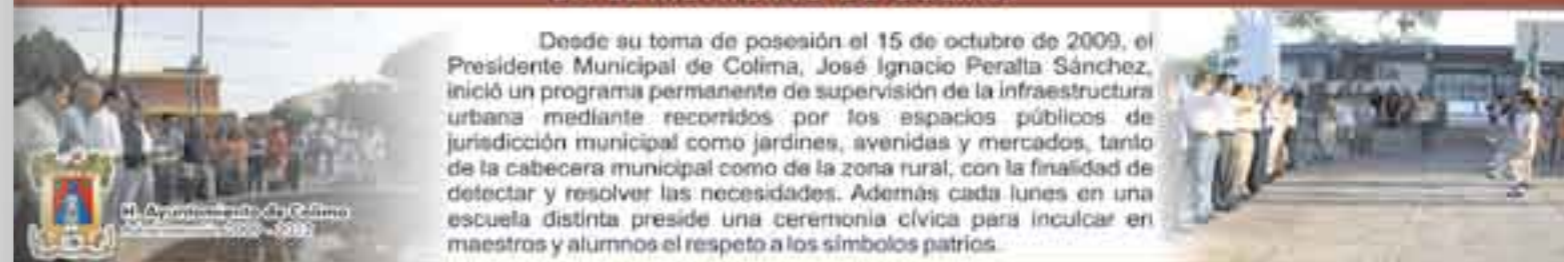 Desde su toma de posesión el 15 de octubre de 2009, el
Presidente Municipal de Colima, José Ignacio Peralta Sánchez,
inició un programa permanente de supervisión de la infraestructura
urbana mediante recorridos por los espacios públicos de
jurisdicción municipal como jardines, avenidas y mercados, tanto
de la cabecera municipal como de la zona rural, con la finalidad de
detectar y resolver las necesidades. Además cada lunes en una
escuela distinta preside una ceremonia cívica para inculcar en
maestros y alumnos el respeto a los símbolos patrios.
H. Ayuntamiento de Colima